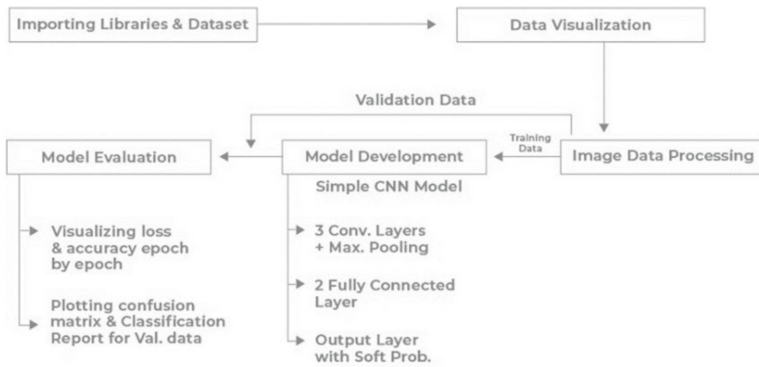 Importing Libraries & Dataset
Data Visualization
Validation Data
Training
Data
Model Evaluation
Model Development
Image Data Processing
Simple CNN Model
Visualizing loss
& accuracy epoch
by epoch
Plotting confusion
matrix & Classification
Report for Val. data
3 Conv. Layers
+ Max. Pooling
2 Fully Connected
Layer
Output Layer
with Soft Prob.